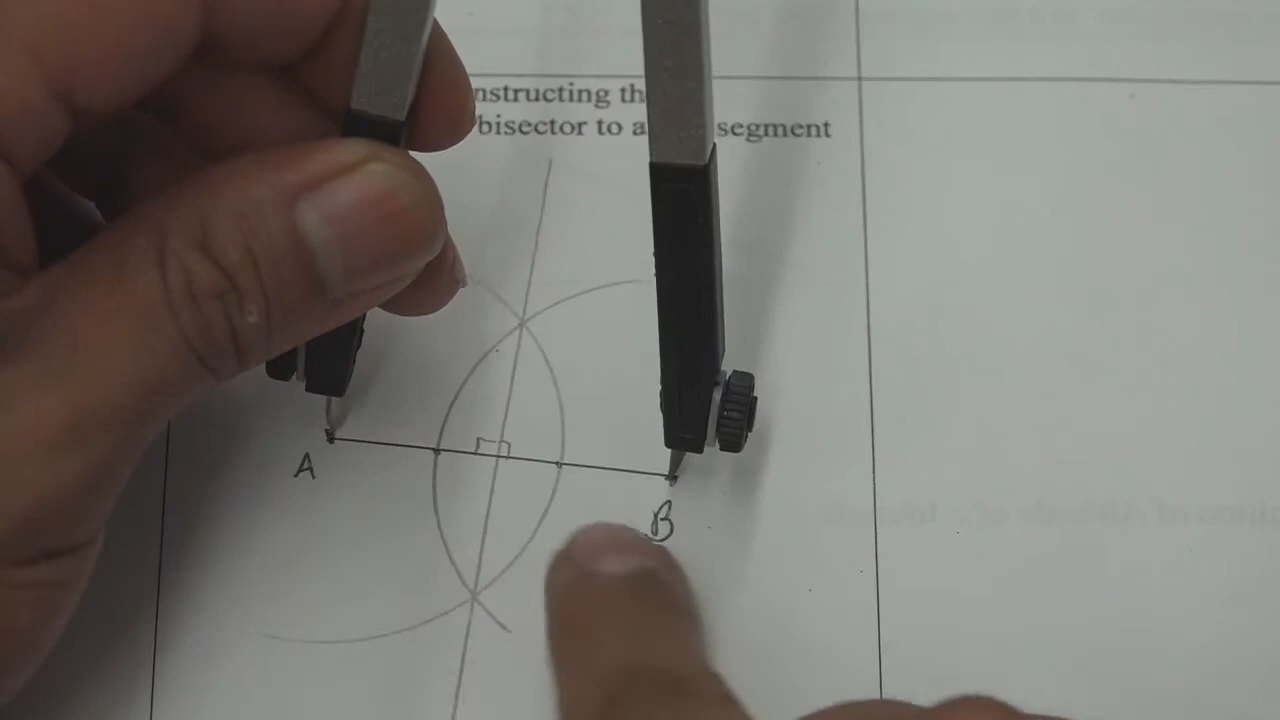 nstructing th
bisector to a segment
A
B